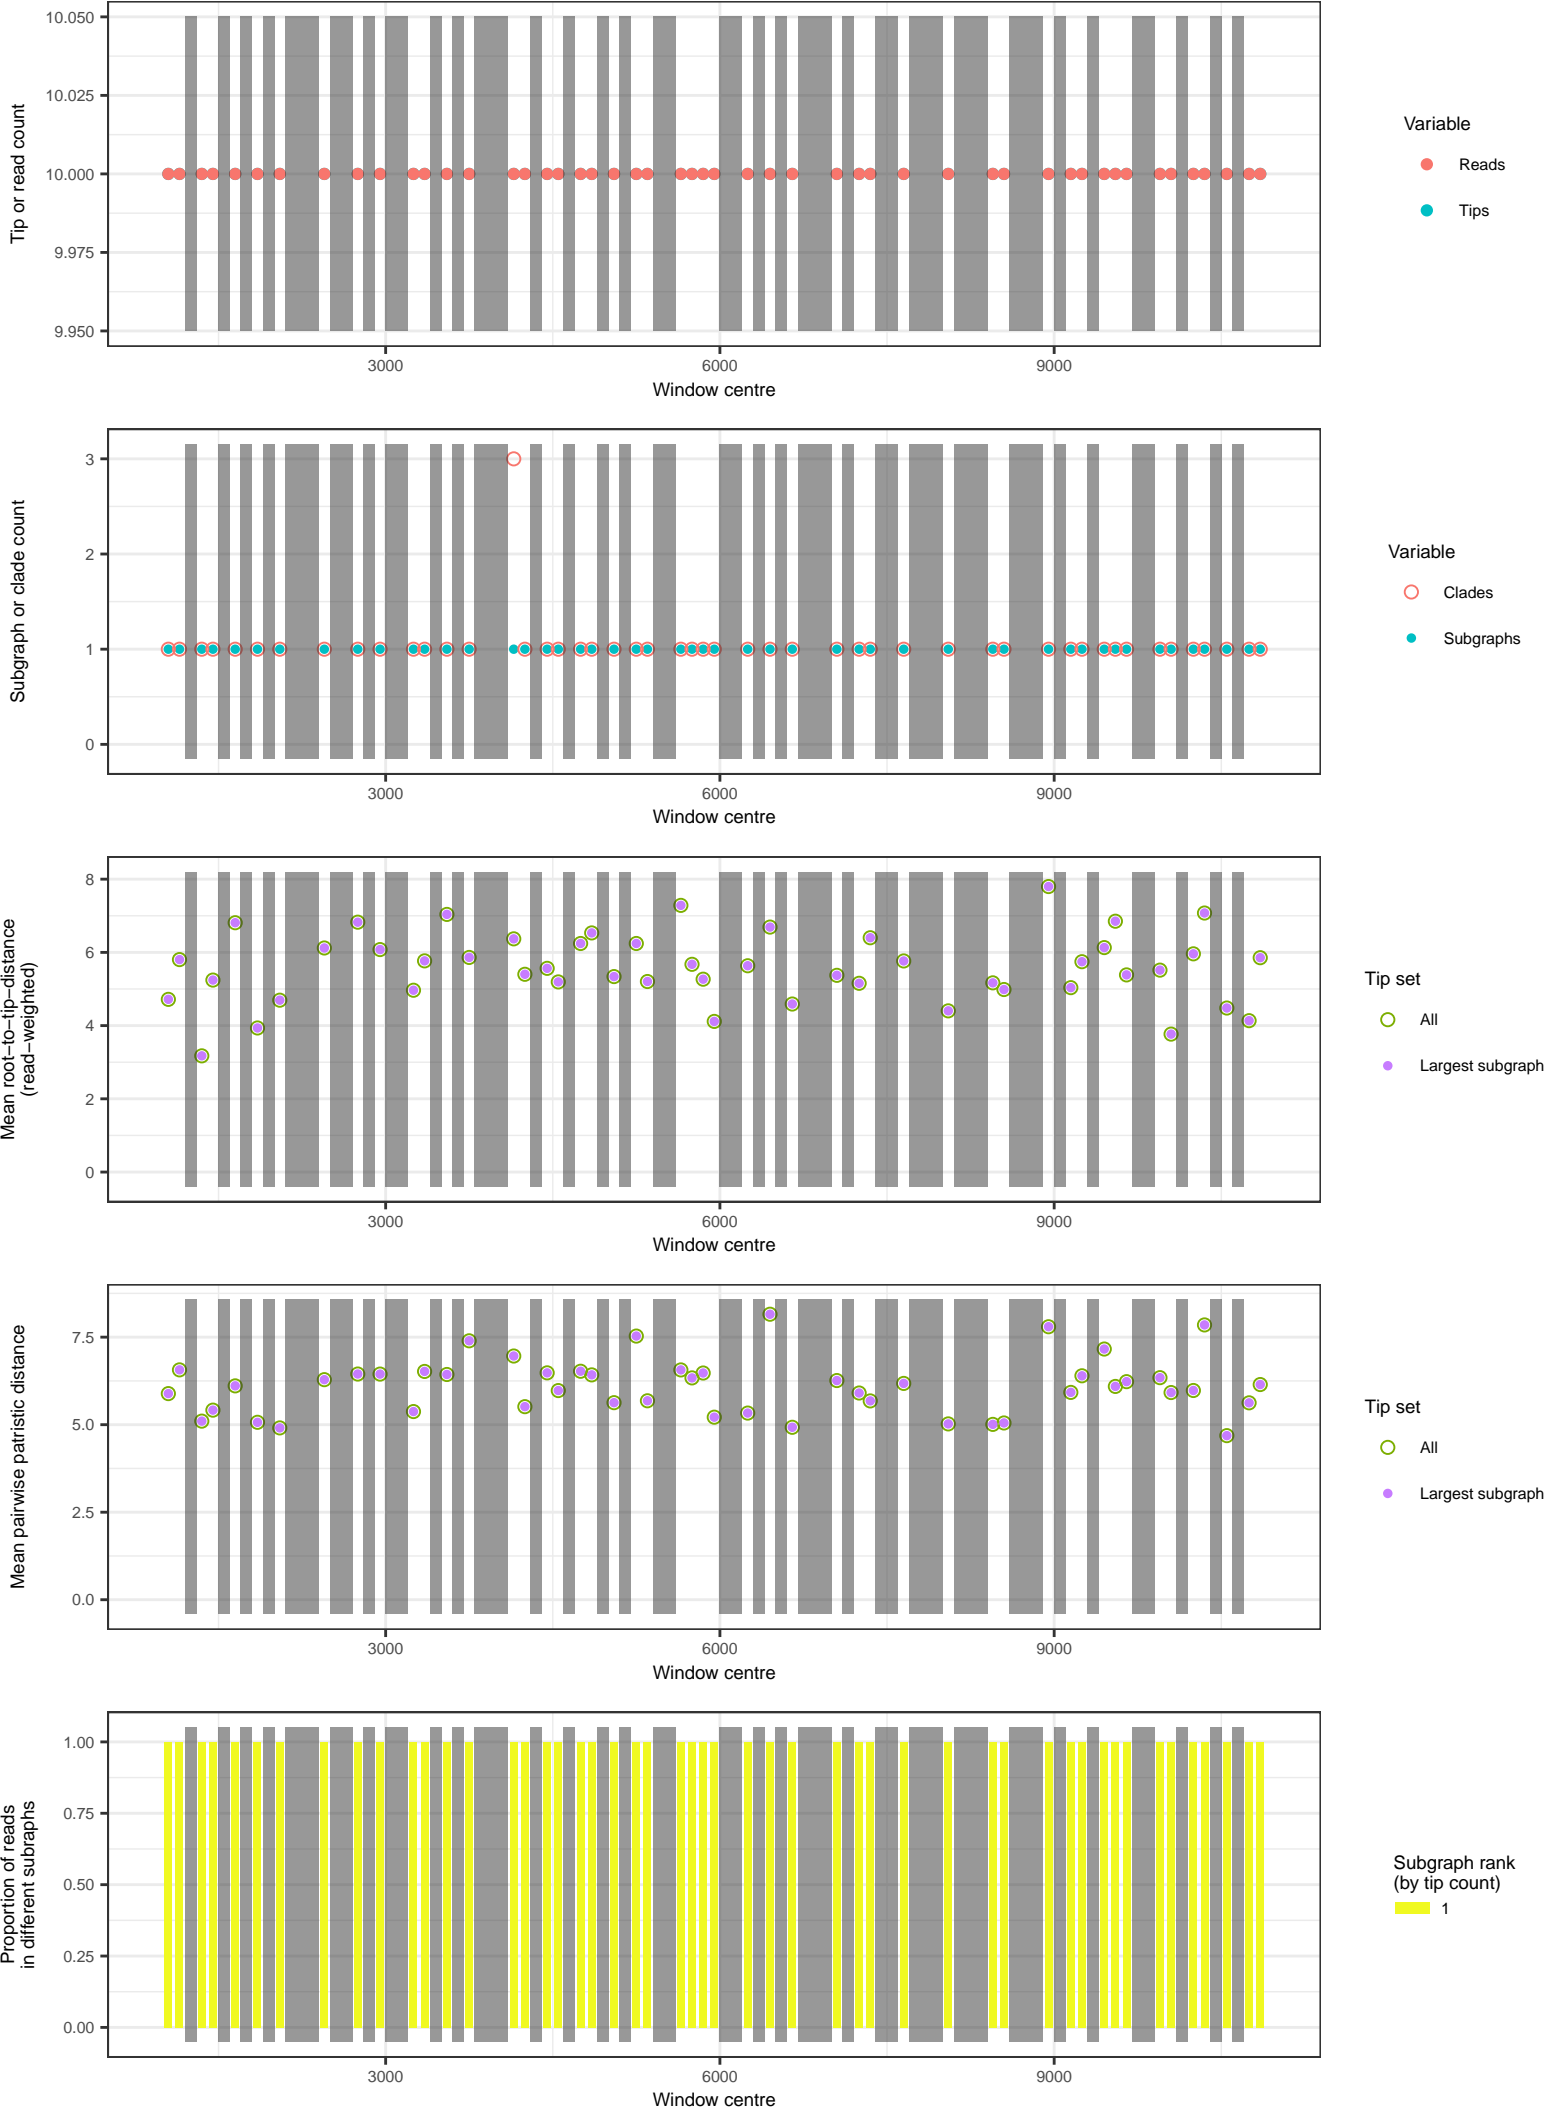 10.050
10.025
10.000
9.975
9.950
Tip or read count
3000
6000
9000
Window centre
Variable
Reads
Tips
3
2
1
0
Subgraph or clade count
3000
6000
9000
Window centre
Variable
Clades
Subgraphs
8
6
4
2
0
Mean root−to−tip−distance
(read−weighted)
3000
6000
9000
Window centre
Tip set
All
Largest subgraph
7.5
5.0
2.5
0.0
Mean pairwise patristic distance
3000
6000
9000
Window centre
Tip set
All
Largest subgraph
1.00
0.75
0.50
0.25
0.00
Proportion of reads
in different subraphs
3000
6000
9000
Window centre
Subgraph rank
(by tip count)
1